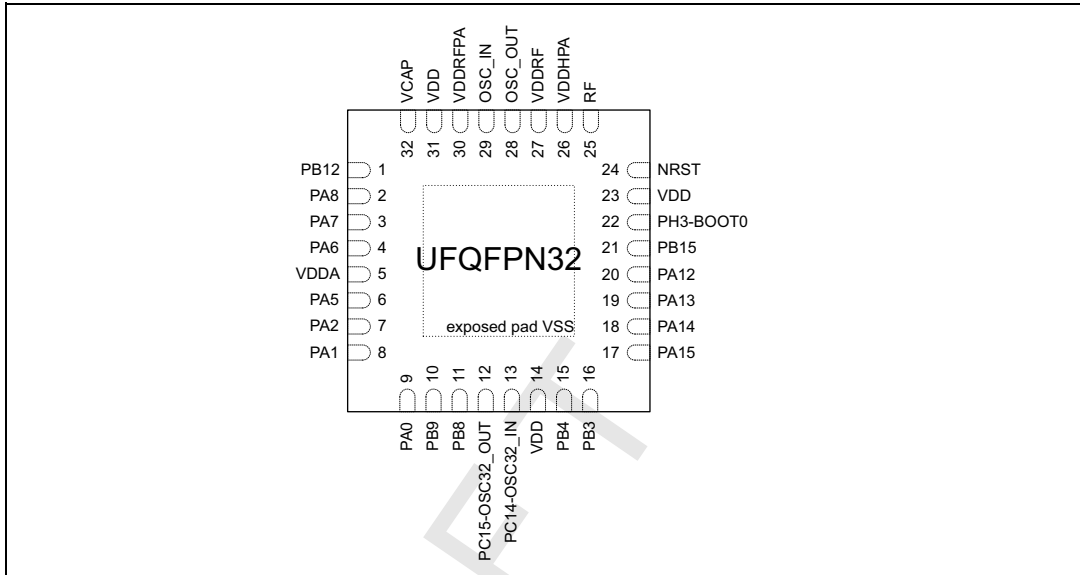 VCAP
VDD
VDDRFPA
OSC_IN
OSC_OUT
VDDRF
VDDHPA
RF
32
31
30
29
28
27
26
25
PB12 1
PA8 2
PA7 3
PA6 4
VDDA 5
PA5 6
PA2 7
PA1 8
24 NRST
23 VDD
22 PH3-BOOT0
21 PB15
20 PA12
19 PA13
18 PA14
17 PA15
UFQFPN32
exposed pad VSS
9
10
11
12
13
14
15
16
PA0
PB9
PB8
PC15-OSC32_OUT
PC14-OSC32_IN
VDD
PB4
PB3